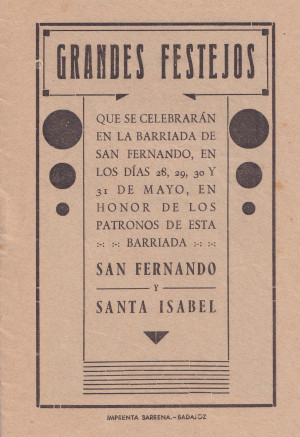 GRANDES FESTEJOS
QUE SE CELEBRARÁN
EN LA BARRIADA DE
SAN FERNANDO, EN
LOS DÍAS 28, 29, 30 Y
31 DE MAYO, EN
HONOR DE LOS
PATRONOS DE ESTA
:-: :-: BARRIADA :-: :-:
SAN FERNANDO
Y
SANTA ISABEL
IMPRENTA BARRENA.-BADAJOZ